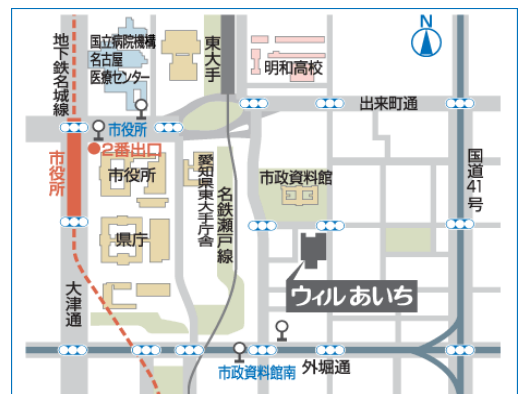 N
地下鉄名城線
国立病院機構
名古屋
医療センター
東大手
明和高校
出来町通
市役所
2番出口
市役所
市役所
愛知県東大手庁舎
名鉄瀬戸線
市政資料館
国道41号
県庁
ウィルあいち
大津通
市政資料館南
外堀通